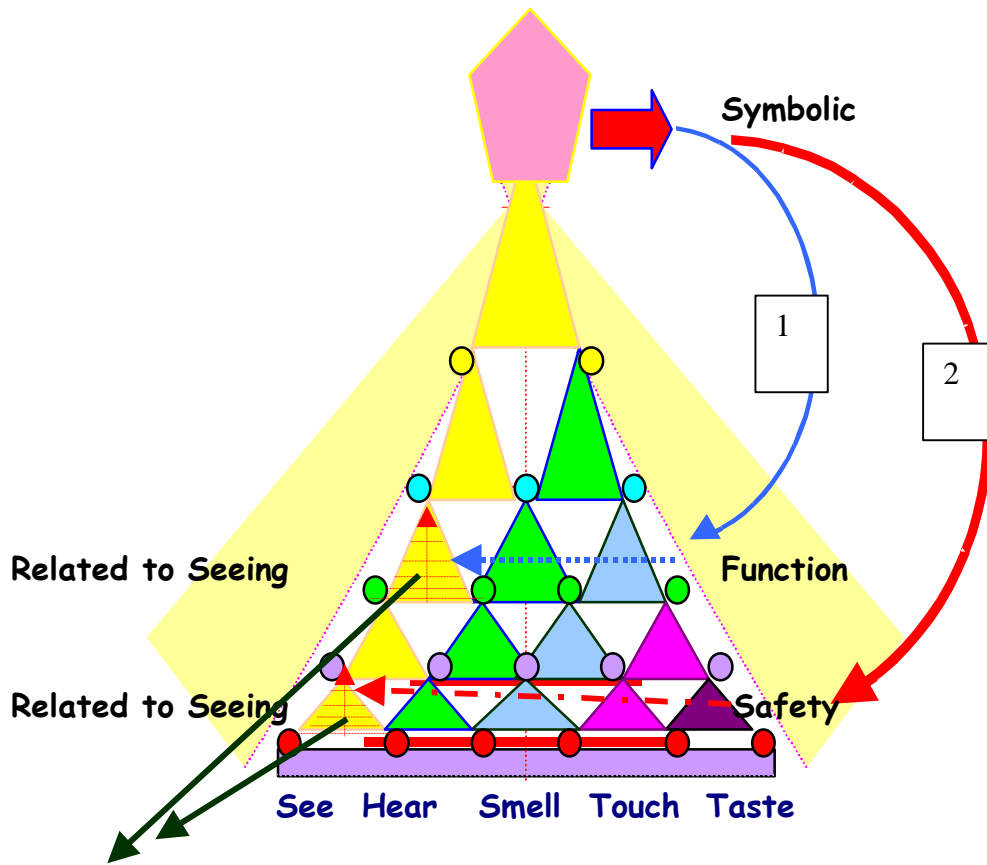 Symbolic
1
2
Related to Seeing
Function
Related to Seeing
Safety
See Hear Smell Touch Taste